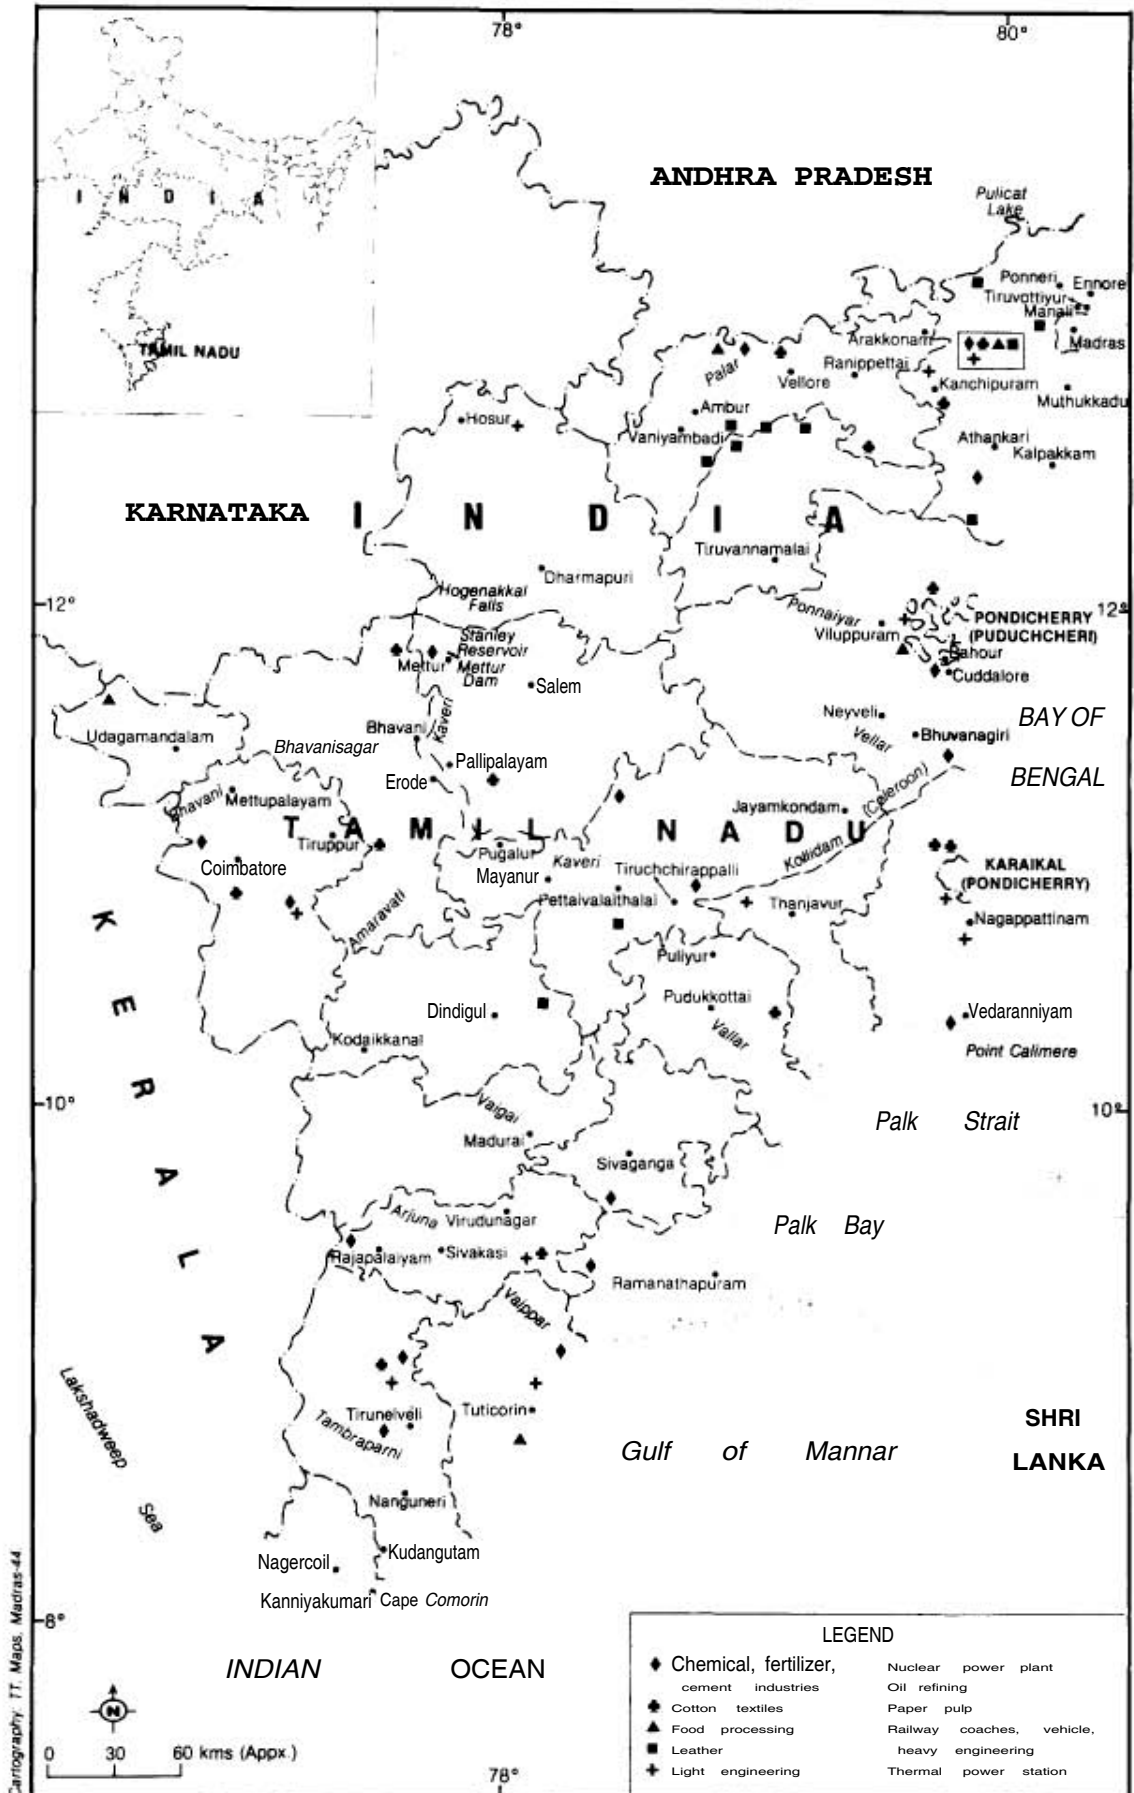 78°
80°
ANDHRA PRADESH
Pulicat
Lake
I N D I A
TAMIL NADU
Ponneri
Ennore
Tiruvottiyur
Manali
Madras
Arakkonam
Palar
Ranippettai
Vellore
Kanchipuram
Muthukkadu
Ambur
Hosur
Vaniyambadi
Athankari
Kalpakkam
KARNATAKA
I N D I A
Tiruvannamalai
Dharmapuri
Hogenakkal
Falls
12°
12°
Ponnaiyar
PONDICHERRY
(PUDUCHCHERI)
Viluppuram
Bahour
Cuddalore
Stanley
Reservoir
Mettur
Mettur
Dam
Salem
Neyveli
BAY OF
BENGAL
Udagamandalam
Bhavani
Kaveri
Bhavanisagar
Vellar
Bhuvanagiri
Pallipalayam
Erode
(Coleroon)
Bhavani
Mettupalayam
Jayamkondam
T A M I L N A D U
Tiruppur
Pugalur
Kaveri
Kollidam
Coimbatore
Mayanur
Tiruchchirappalli
KARAIKAL
(PONDICHERRY)
Pettaivalaithalai
Thanjavur
Amaravati
Nagappattinam
K E R A L A
Puliyur
Pudukkottai
Dindigul
Vallar
Vedaranniyam
Kodaikkanal
Point Calimere
10°
10°
Vaigai
Palk Strait
Madurai
Sivaganga
Arjuna
Virudunagar
Palk Bay
Rajapalaiyam
Sivakasi
Ramanathapuram
Vaippar
Lakshadweep
Sea
Tirunelveli
Tambraparni
Tuticorin
Gulf of Mannar
SHRI
LANKA
Nanguneri
Kudangutam
Nagercoil
Kanniyakumari
Cape Comorin
8°
INDIAN OCEAN
N
0 30 60 kms (Appx.)
78°
Cartography: TT. Maps, Madras-44
LEGEND
Chemical, fertilizer,
cement industries
Cotton textiles
Food processing
Leather
Light engineering
Nuclear power plant
Oil refining
Paper pulp
Railway coaches, vehicle,
heavy engineering
Thermal power station